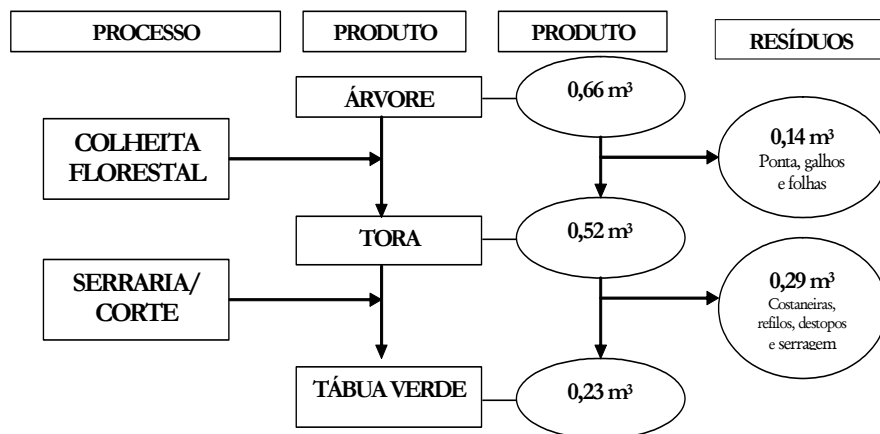 PROCESSO
PRODUTO
PRODUTO
RESÍDUOS
ÁRVORE
0,66 m³
COLHEITA
FLORESTAL
0,14 m³
Ponta, galhos
e folhas
TORA
0,52 m³
SERRARIA/
CORTE
0,29 m³
Costaneiras,
refilos, destopos
e serragem
TÁBUA VERDE
0,23 m³